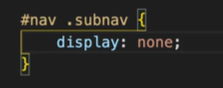 #nav .subnav {
display: none;
}